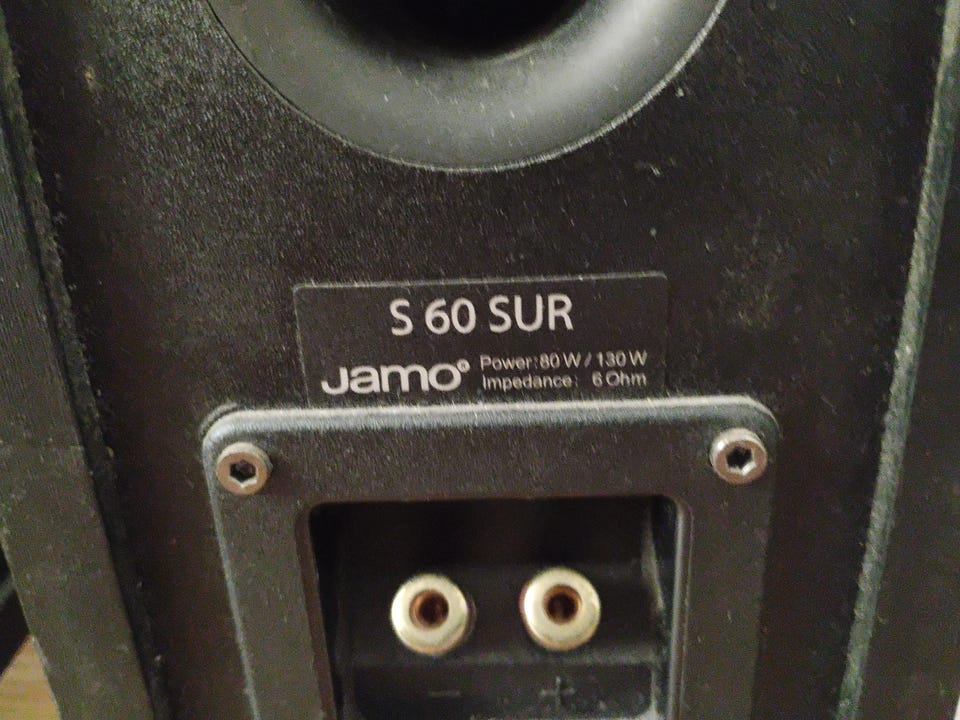 S 60 SUR
Jamo® Power: 80 W / 130 W
Impedance: 6 Ohm
- +